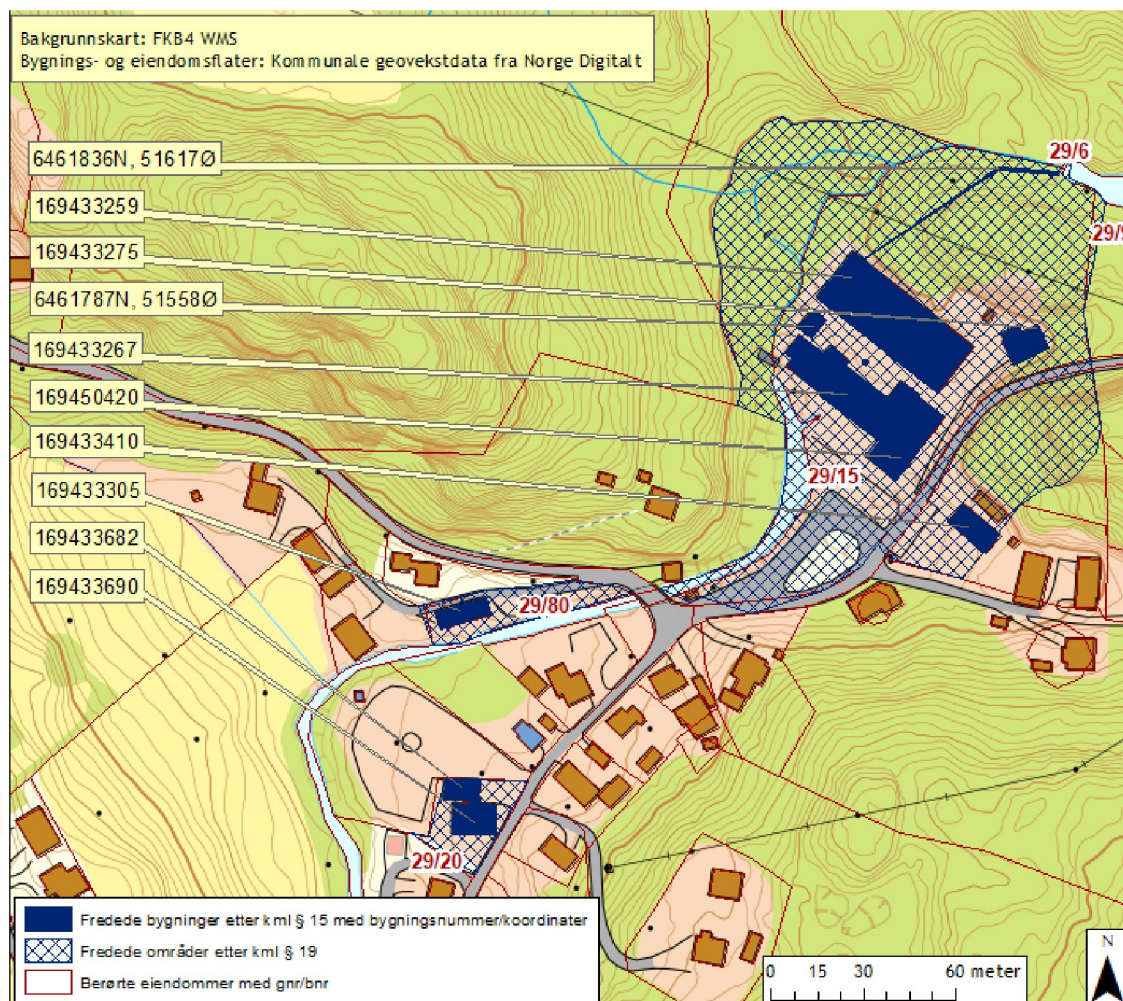 Bakgrunnskart: FKB4 WMS
Bygnings- og eiendomsflater: Kommunale geovekstdata fra Norge Digitalt
29/6
6461836N, 51617Ø
169433259
29/9
169433275
6461787N, 51558Ø
169433267
169450420
169433410
29/15
169433305
169433682
29/80
169433690
29/20
Fredede bygninger etter kml § 15 med bygningsnummer/koordinater
Fredede områder etter kml § 19
Berørte eiendommer med gnr/bnr
N
0 15 30 60 meter